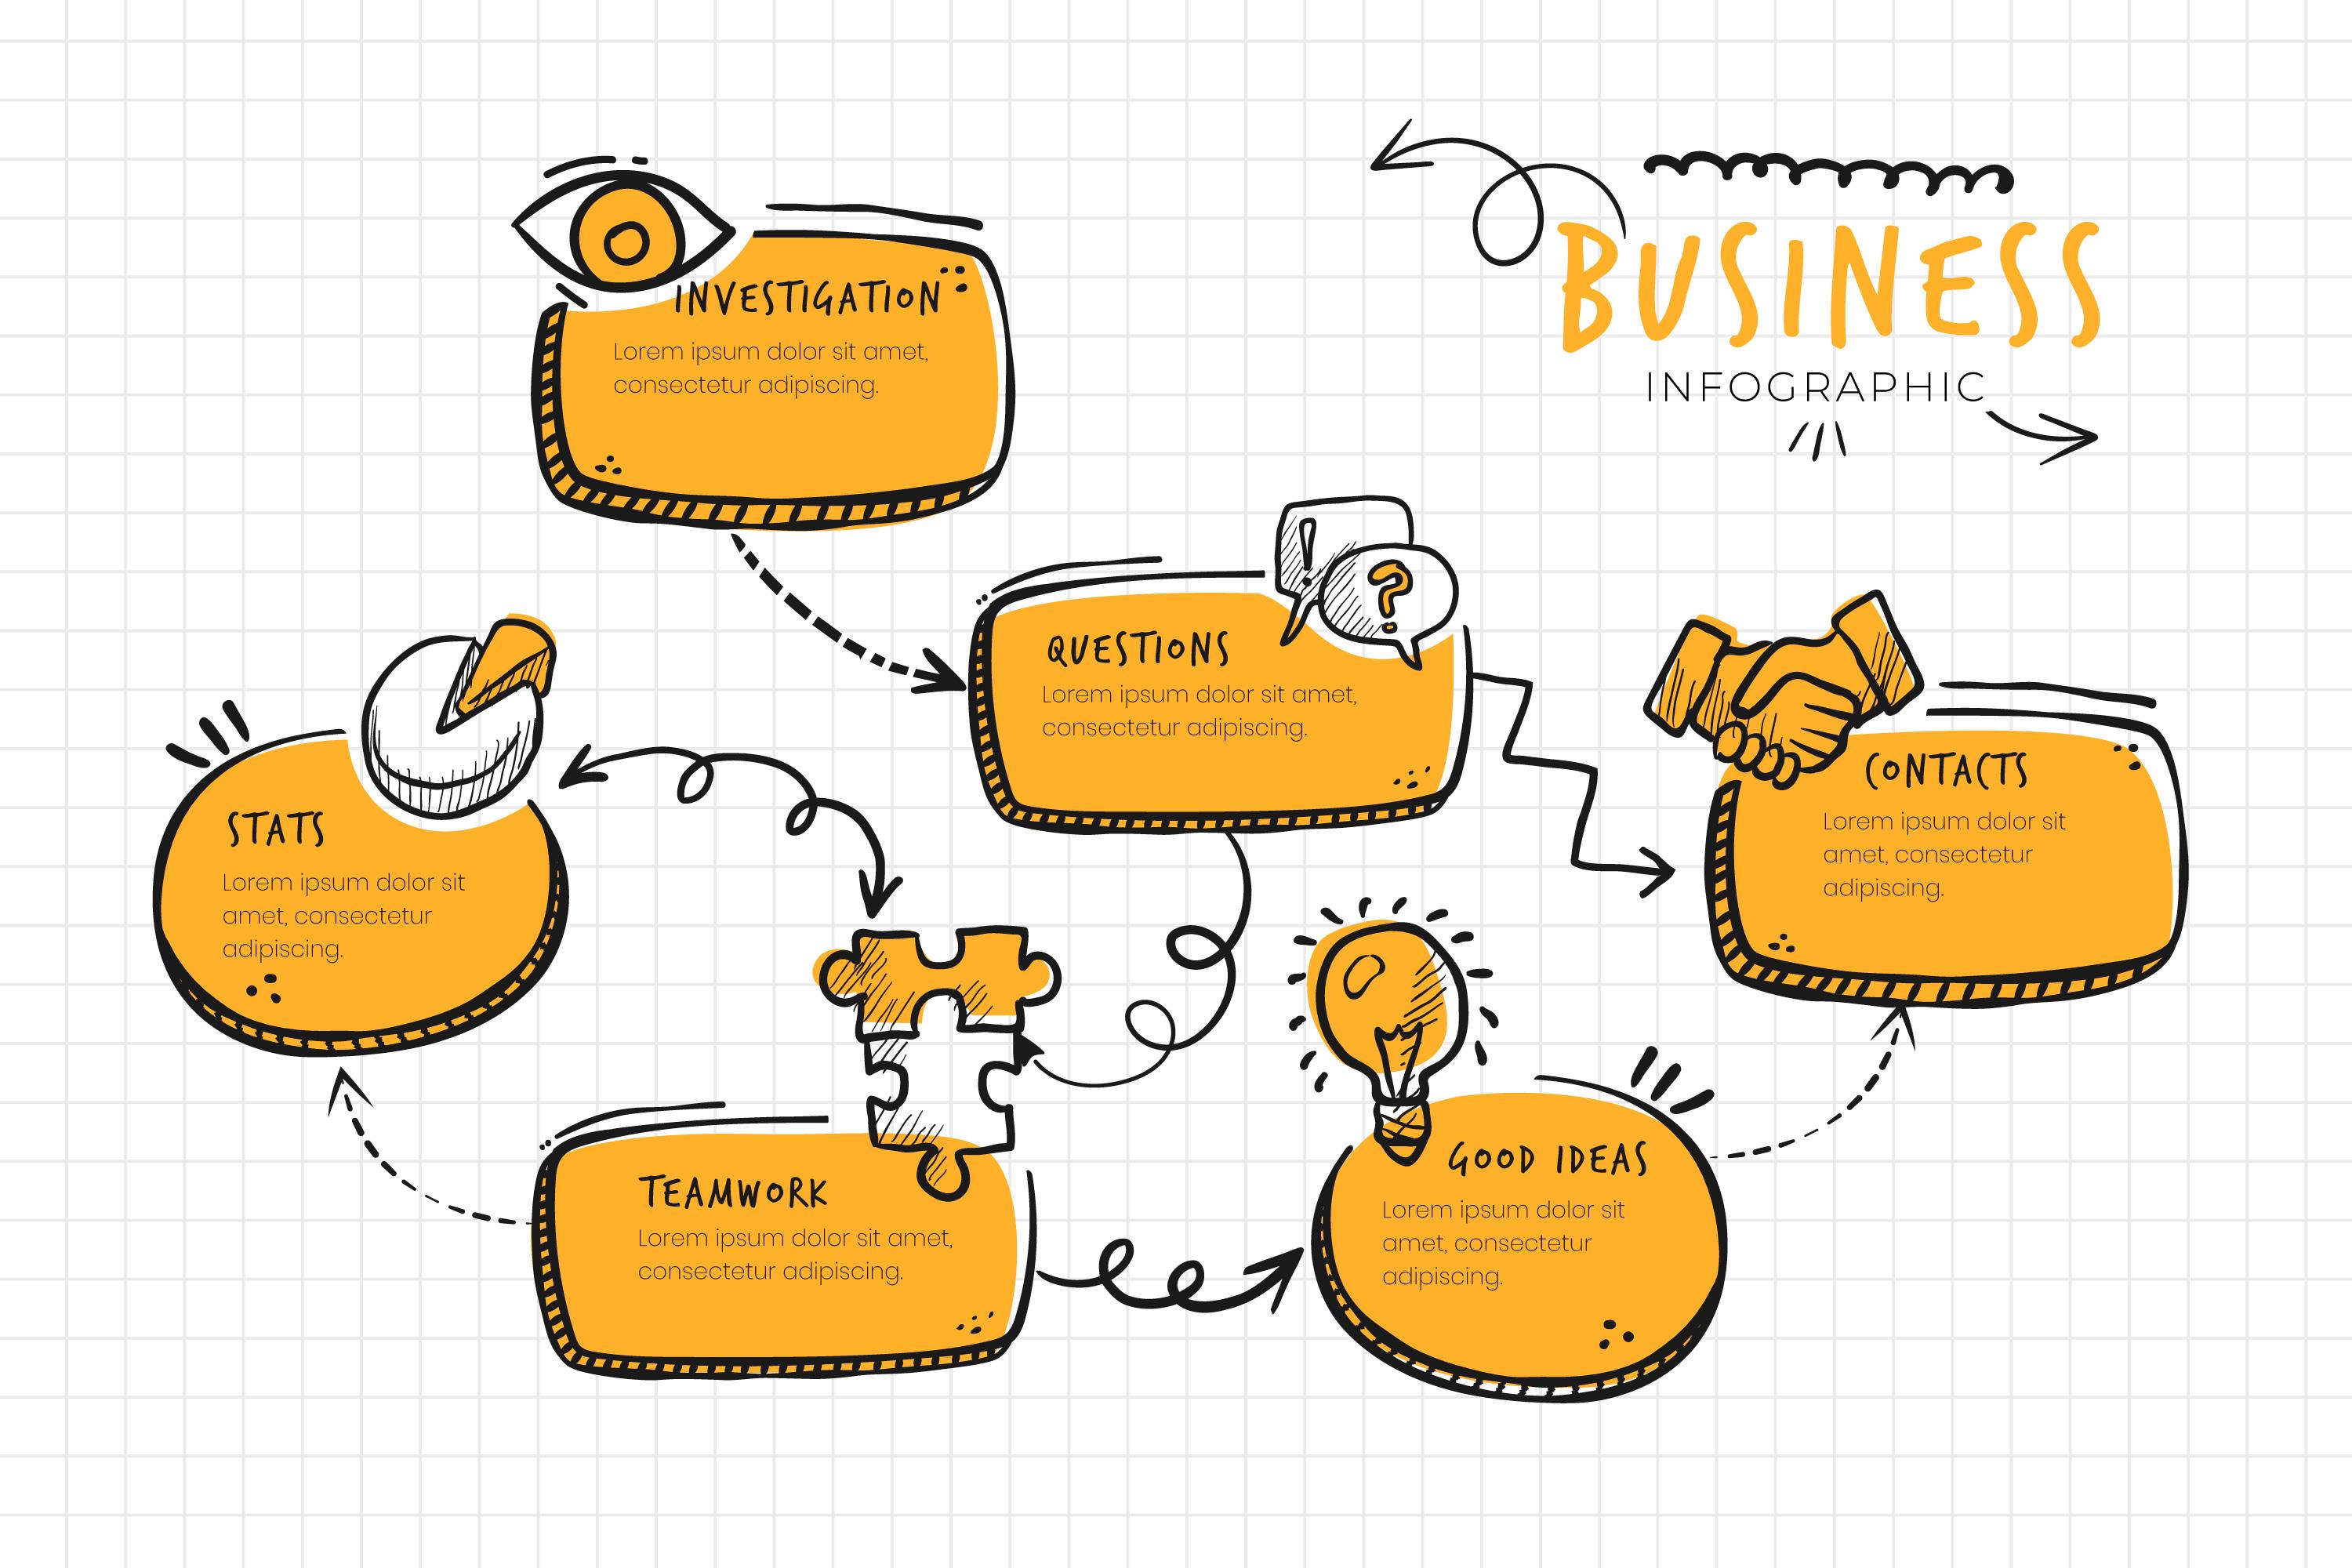 BUSINESS
INFOGRAPHIC
INVESTIGATION
Lorem ipsum dolor sit amet,
consectetur adipiscing.
!
?
QUESTIONS
Lorem ipsum dolor sit amet,
consectetur adipiscing.
CONTACTS
Lorem ipsum dolor sit
amet, consectetur
adipiscing.
STATS
Lorem ipsum dolor sit
amet, consectetur
adipiscing.
TEAMWORK
Lorem ipsum dolor sit amet,
consectetur adipiscing.
GOOD IDEAS
Lorem ipsum dolor sit
amet, consectetur
adipiscing.